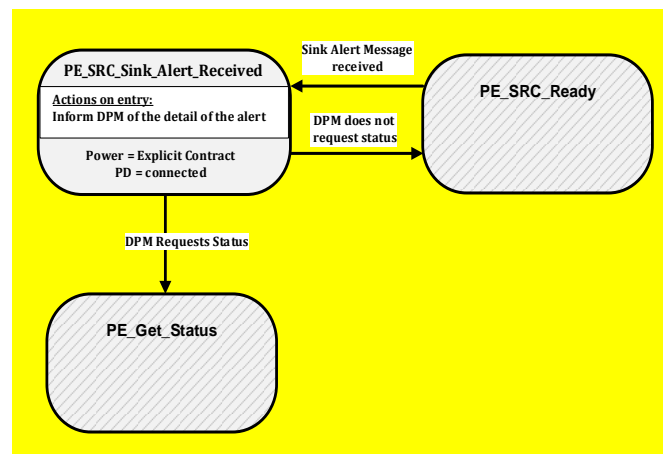 PE_SRC_Sink_Alert_Received
Actions on entry:
Inform DPM of the detail of the alert
Power = Explicit Contract
PD = connected
Sink Alert Message
received
DPM does not
request status
PE_SRC_Ready
DPM Requests Status
PE_Get_Status